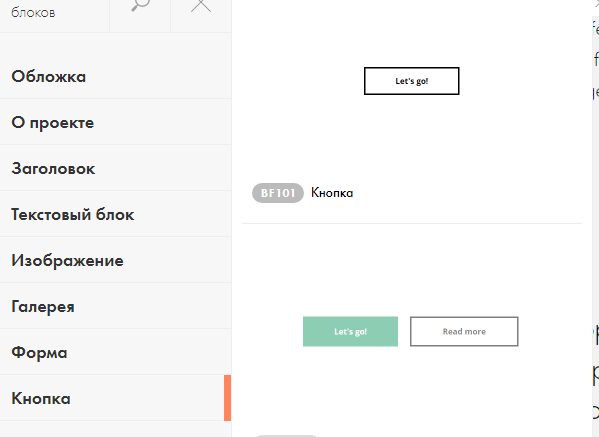 блоков
Обложка
О проекте
Заголовок
Текстовый блок
Изображение
Галерея
Форма
Кнопка
Let's go!
BF101 Кнопка
Let's go! Read more